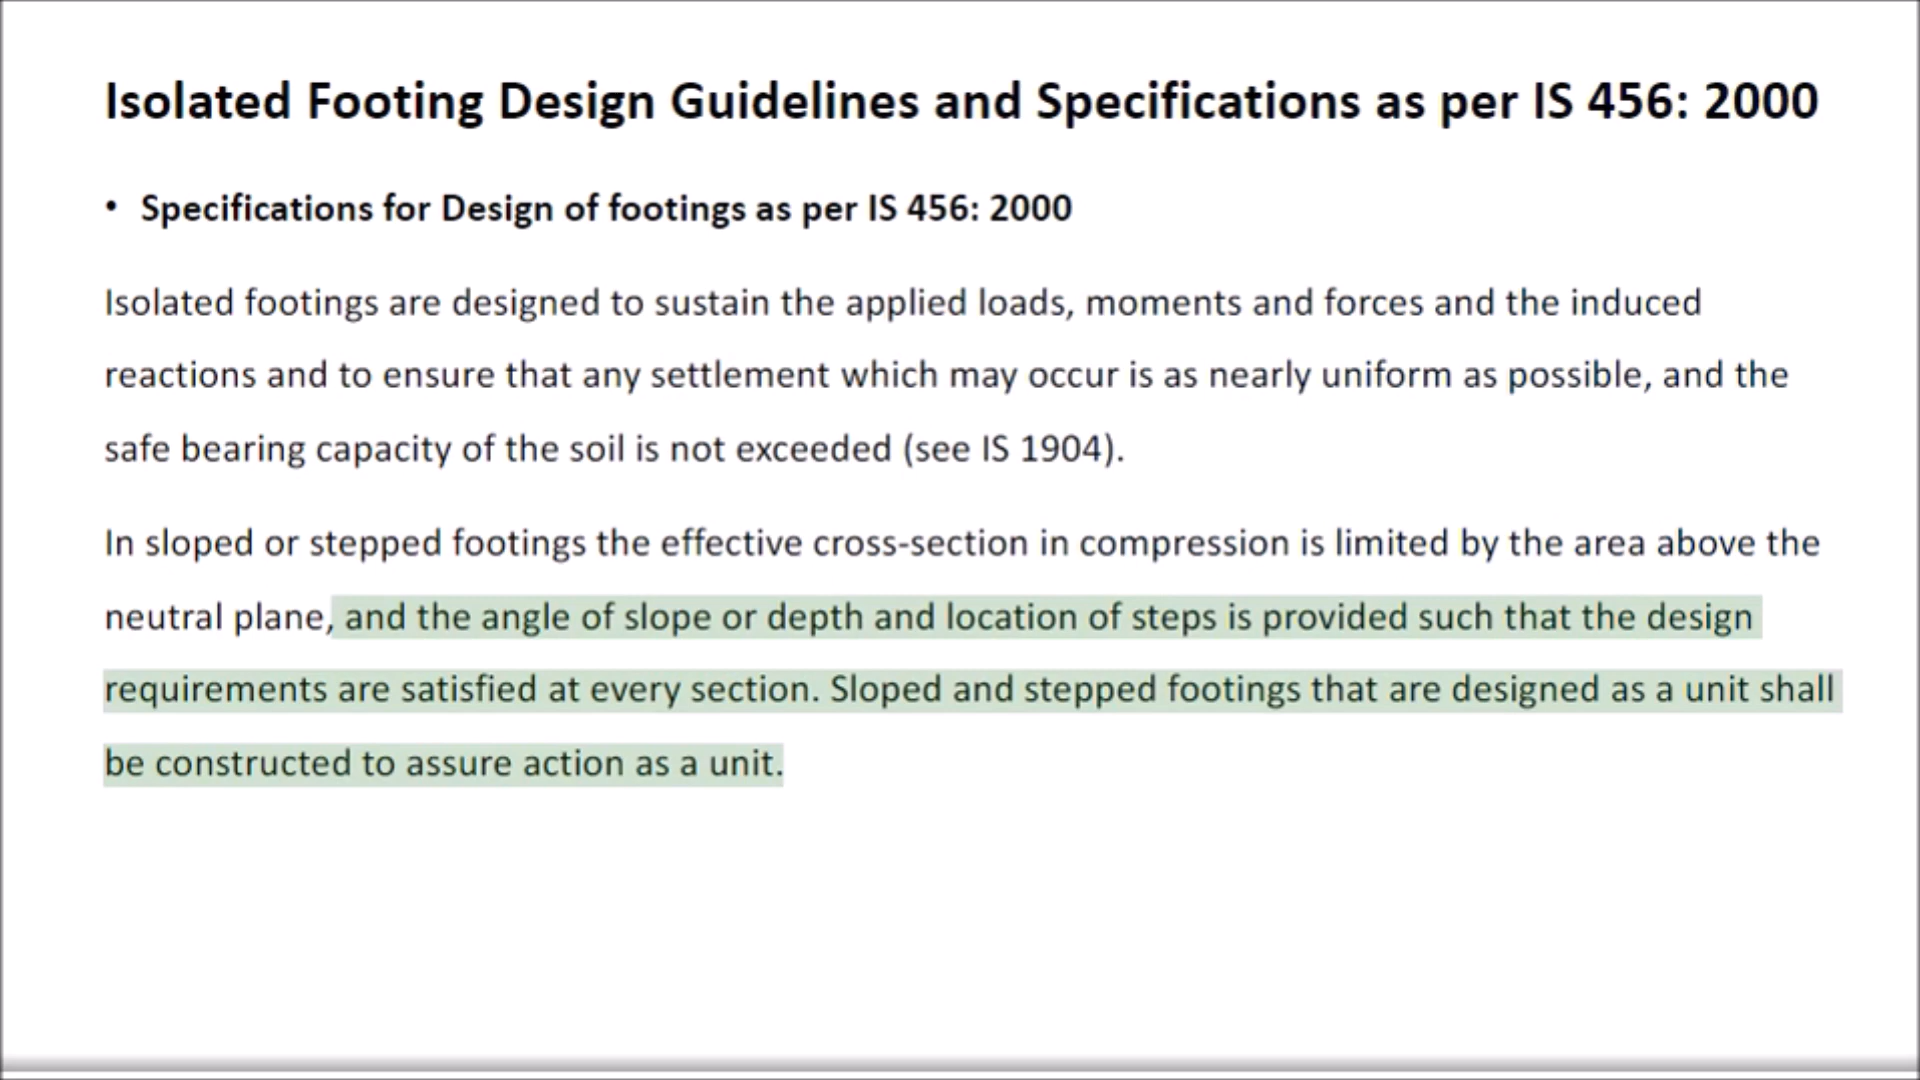 Isolated Footing Design Guidelines and Specifications as per IS 456: 2000
• Specifications for Design of footings as per IS 456: 2000
Isolated footings are designed to sustain the applied loads, moments and forces and the induced
reactions and to ensure that any settlement which may occur is as nearly uniform as possible, and the
safe bearing capacity of the soil is not exceeded (see IS 1904).
In sloped or stepped footings the effective cross-section in compression is limited by the area above the
neutral plane, and the angle of slope or depth and location of steps is provided such that the design
requirements are satisfied at every section. Sloped and stepped footings that are designed as a unit shall
be constructed to assure action as a unit.